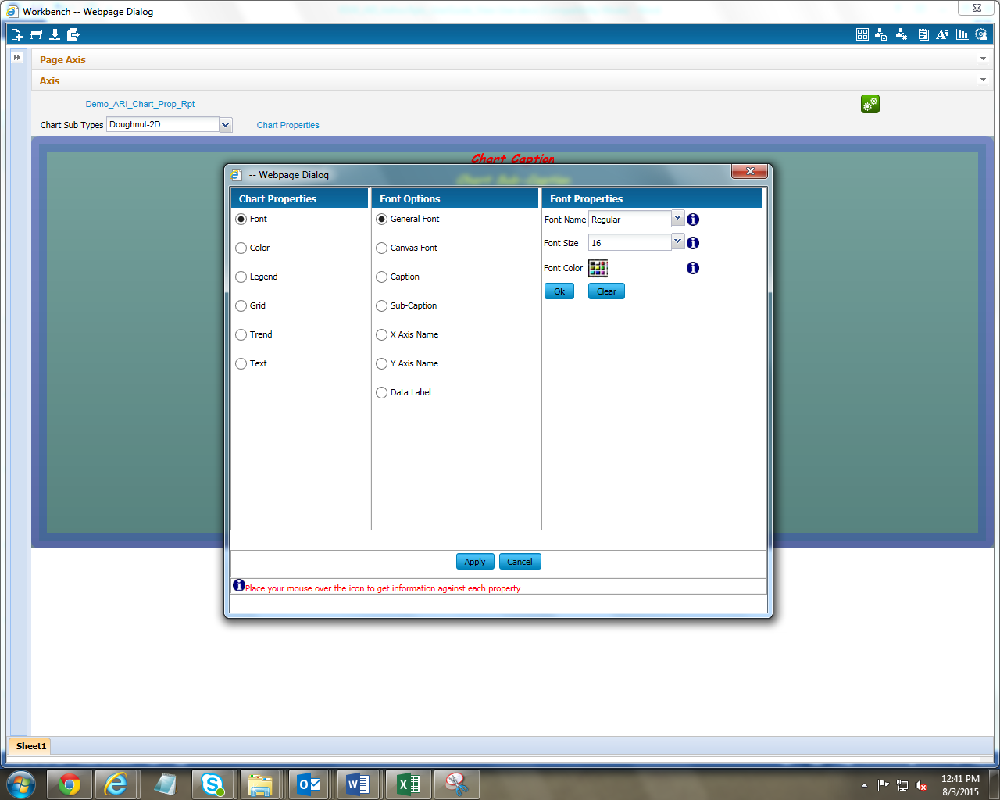 Workbench -- Webpage Dialog
Page Axis
Axis
Demo_ARI_Chart_Prop_Rpt
Chart Sub Types Doughnut-2D Chart Properties
Chart Caption
Chart Sub-Caption
-- Webpage Dialog
Chart Properties Font Options Font Properties
Font General Font Font Name Regular
Color Canvas Font Font Size 16
Legend Caption Font Color
Ok Clear
Grid Sub-Caption
Trend X Axis Name
Text Y Axis Name
Data Label
Apply Cancel
Place your mouse over the icon to get information against each property
Sheet1
12:41 PM
8/3/2015